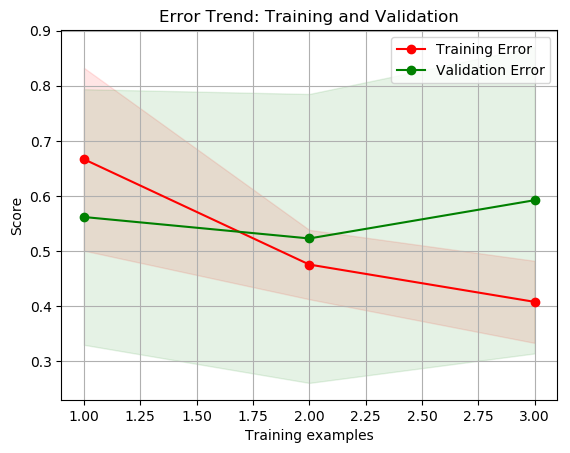 Error Trend: Training and Validation
Training Error
Validation Error
Score
0.9
0.8
0.7
0.6
0.5
0.4
0.3
1.00 1.25 1.50 1.75 2.00 2.25 2.50 2.75 3.00
Training examples